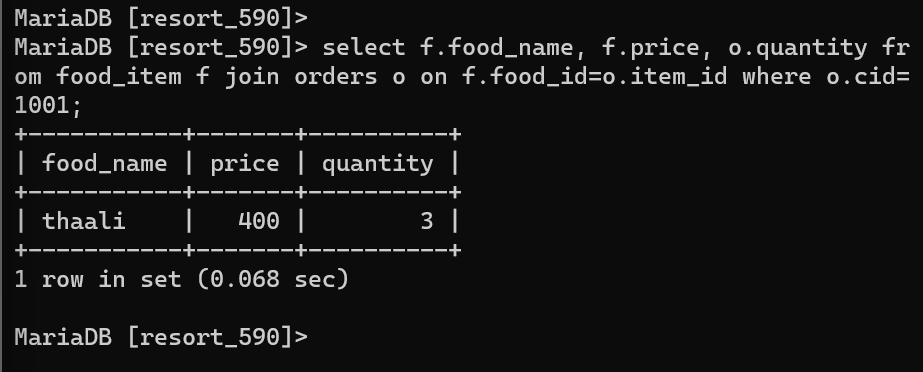 MariaDB [resort_590]>
MariaDB [resort_590]> select f.food_name, f.price, o.quantity fr
om food_item f join orders o on f.food_id=o.item_id where o.cid=
1001;
+-----------+-------+----------+
| food_name | price | quantity |
+-----------+-------+----------+
| thaali    |   400 |        3 |
+-----------+-------+----------+
1 row in set (0.068 sec)

MariaDB [resort_590]>